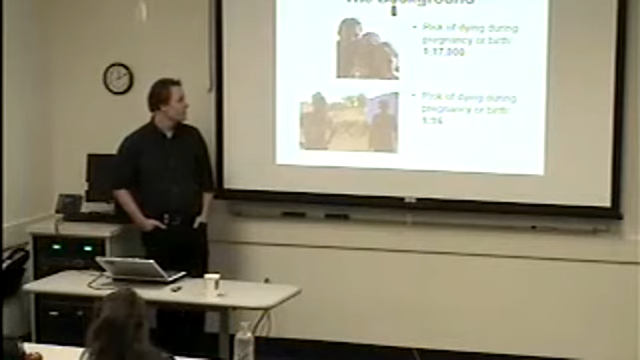 The Background
• Risk of dying during
pregnancy or birth:
1:17,000
• Risk of dying during
pregnancy or birth:
1:16